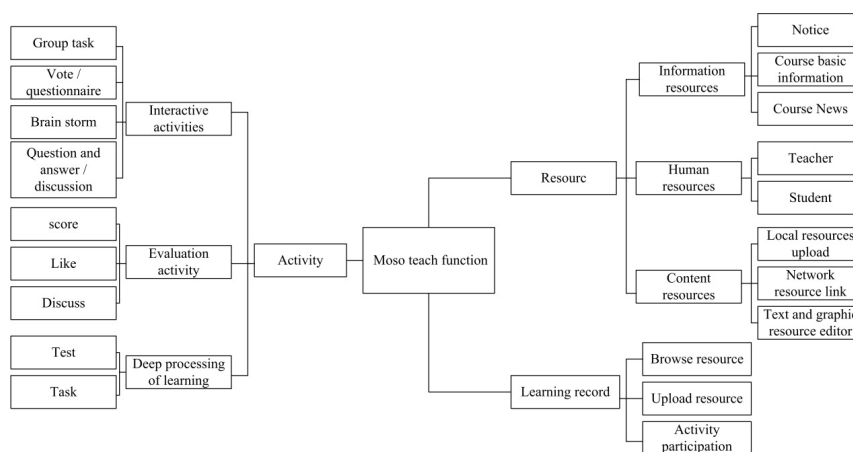 Group task
Vote /
questionnaire
Brain storm
Question and
answer /
discussion
Interactive
activities
score
Like
Discuss
Evaluation
activity
Test
Task
Deep processing
of learning
Activity
Moso teach function
Resourc
Information
resources
Notice
Course basic
information
Course News
Human
resources
Teacher
Student
Content
resources
Local resources
upload
Network
resource link
Text and graphic
resource editor
Learning record
Browse resource
Upload resource
Activity
participation